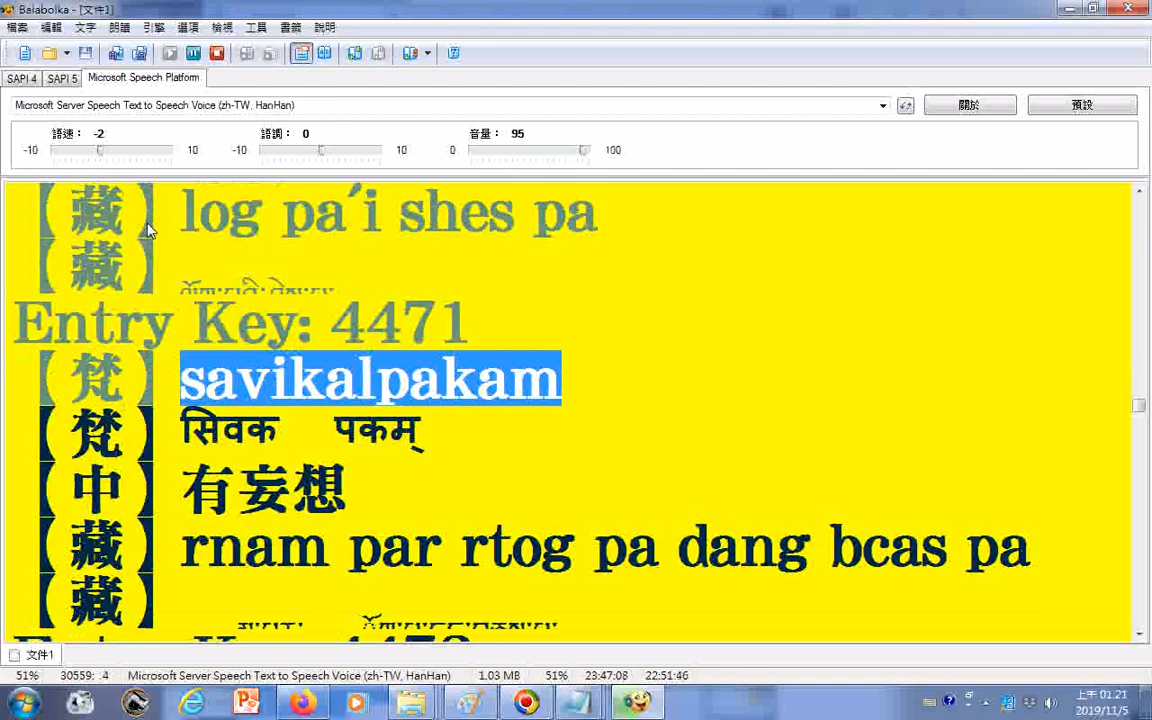 Balabolka - [文件1]
檔案 編輯 文字 朗讀 引擎 選項 檢視 工具 書籤 說明
SAPI 4 SAPI 5 Microsoft Speech Platform
Microsoft Server Speech Text to Speech Voice (zh-TW, HanHan) 關於 預設
語速： -2 語調： 0 音量： 95
-10 10 -10 10 0 100
【藏】 log pa´i shes pa
【藏】
Entry Key: 4471
【梵】 savikalpakam
【梵】 सिवक पकम्
【中】 有妄想
【藏】 rnam par rtog pa dang bcas pa
【藏】
文件1
51% 30559: 4 Microsoft Server Speech Text to Speech Voice (zh-TW, HanHan) 1.03 MB 51% 23:47:08 22:51:46
上午 01:21
2019/11/5